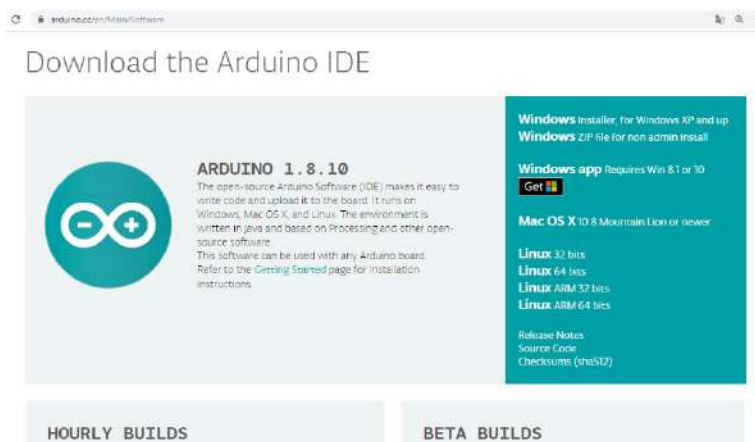 arduino.cc/en/Main/Software
Download the Arduino IDE
ARDUINO 1.8.10
The open-source Arduino Software (IDE) makes it easy to
write code and upload it to the board. It runs on
Windows, Mac OS X, and Linux. The environment is
written in Java and based on Processing and other open-
source software.
This software can be used with any Arduino board.
Refer to the Getting Started page for Installation
instructions.
Windows Installer, for Windows XP and up
Windows ZIP file for non admin install
Windows app Requires Win 8.1 or 10
Get
Mac OS X 10.8 Mountain Lion or newer
Linux 32 bits
Linux 64 bits
Linux ARM 32 bits
Linux ARM 64 bits
Release Notes
Source Code
Checksums (sha512)
HOURLY BUILDS
BETA BUILDS